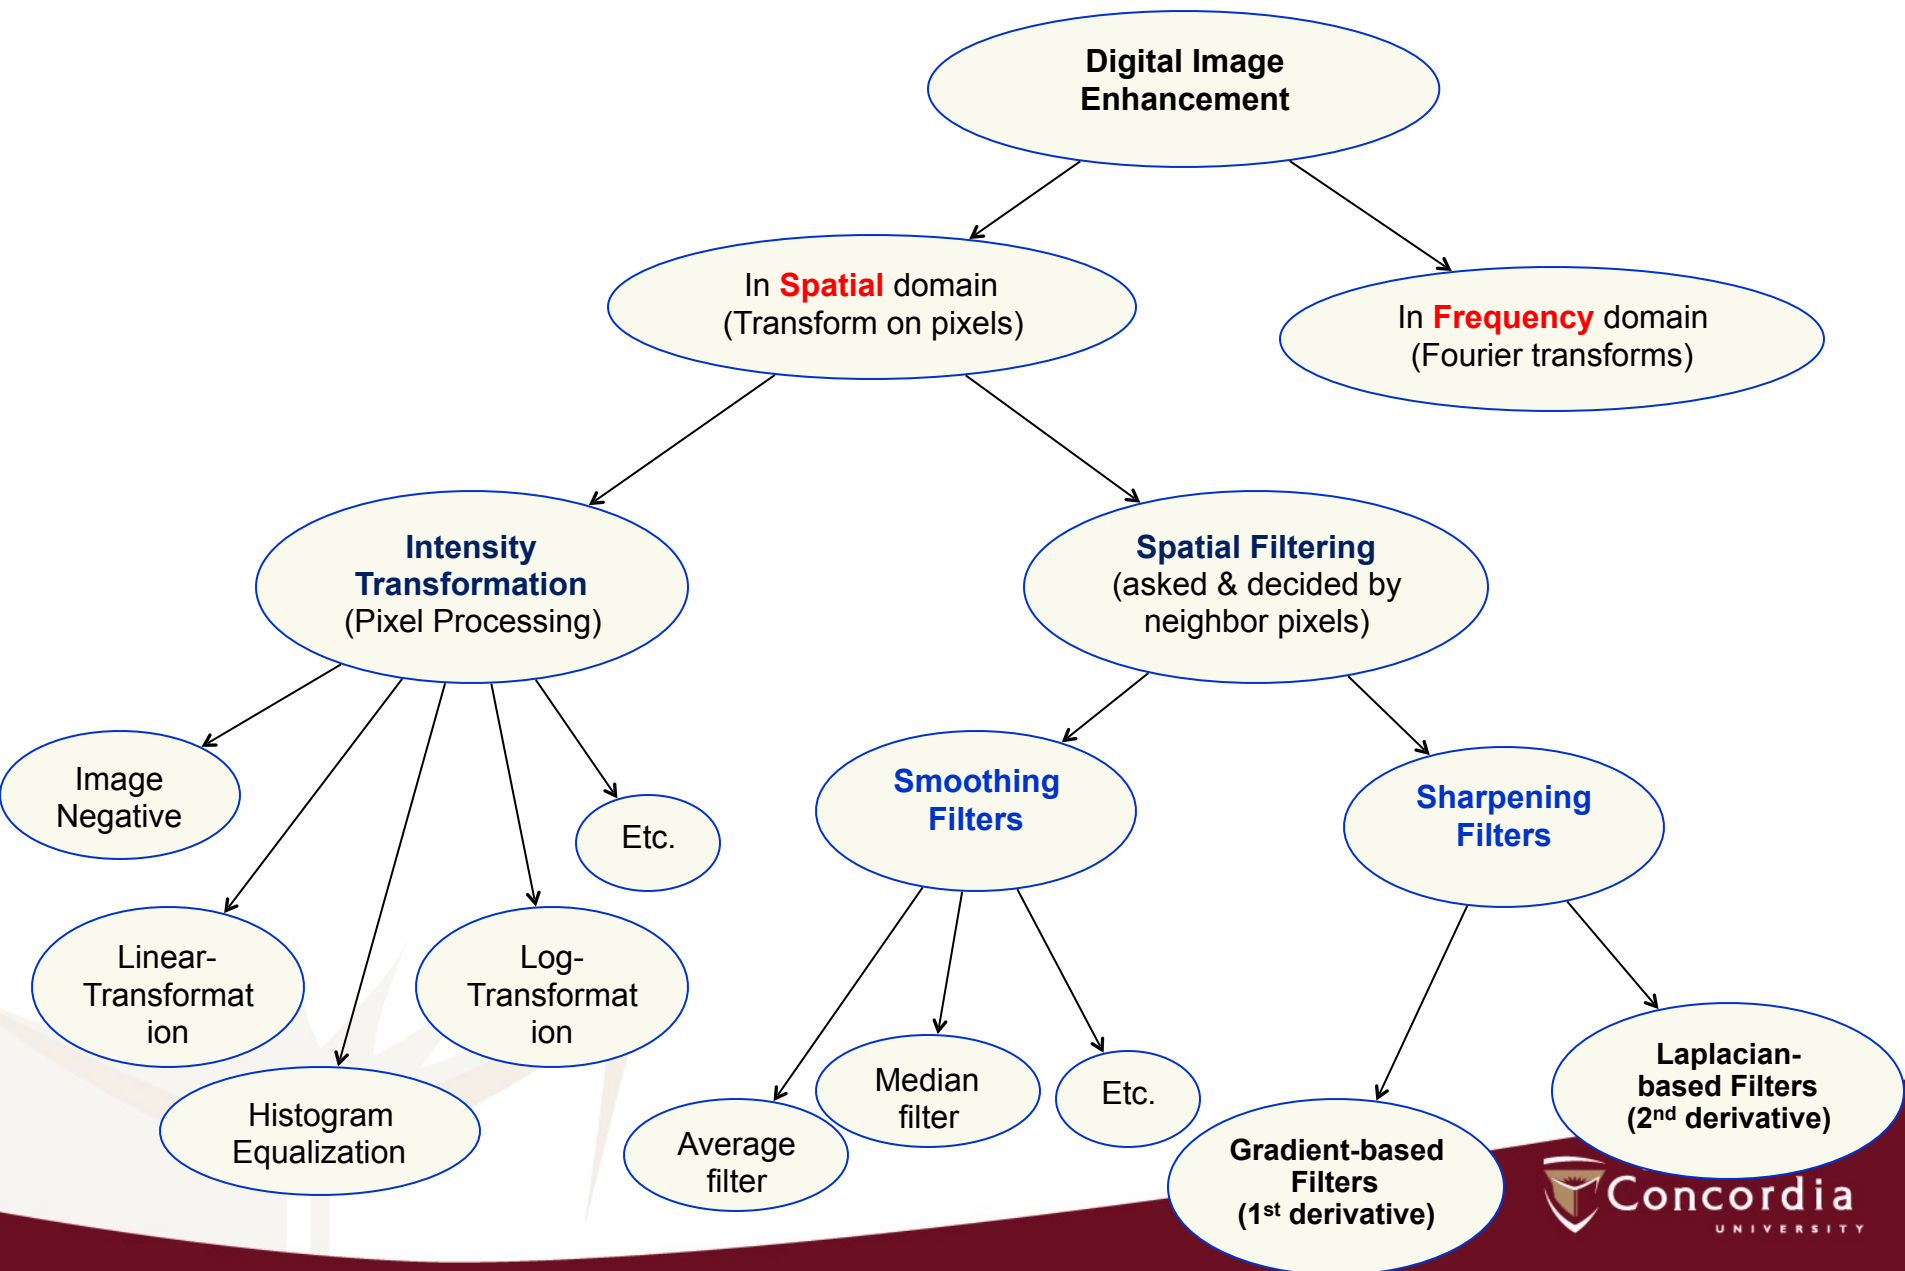 Digital Image
Enhancement
In Spatial domain
(Transform on pixels)
In Frequency domain
(Fourier transforms)
Intensity
Transformation
(Pixel Processing)
Spatial Filtering
(asked & decided by
neighbor pixels)
Image
Negative
Etc.
Smoothing
Filters
Sharpening
Filters
Linear-
Transformat
ion
Log-
Transformat
ion
Histogram
Equalization
Average
filter
Median
filter
Etc.
Gradient-based
Filters
(1st derivative)
Laplacian-
based Filters
(2nd derivative)
Concordia
UNIVERSITY